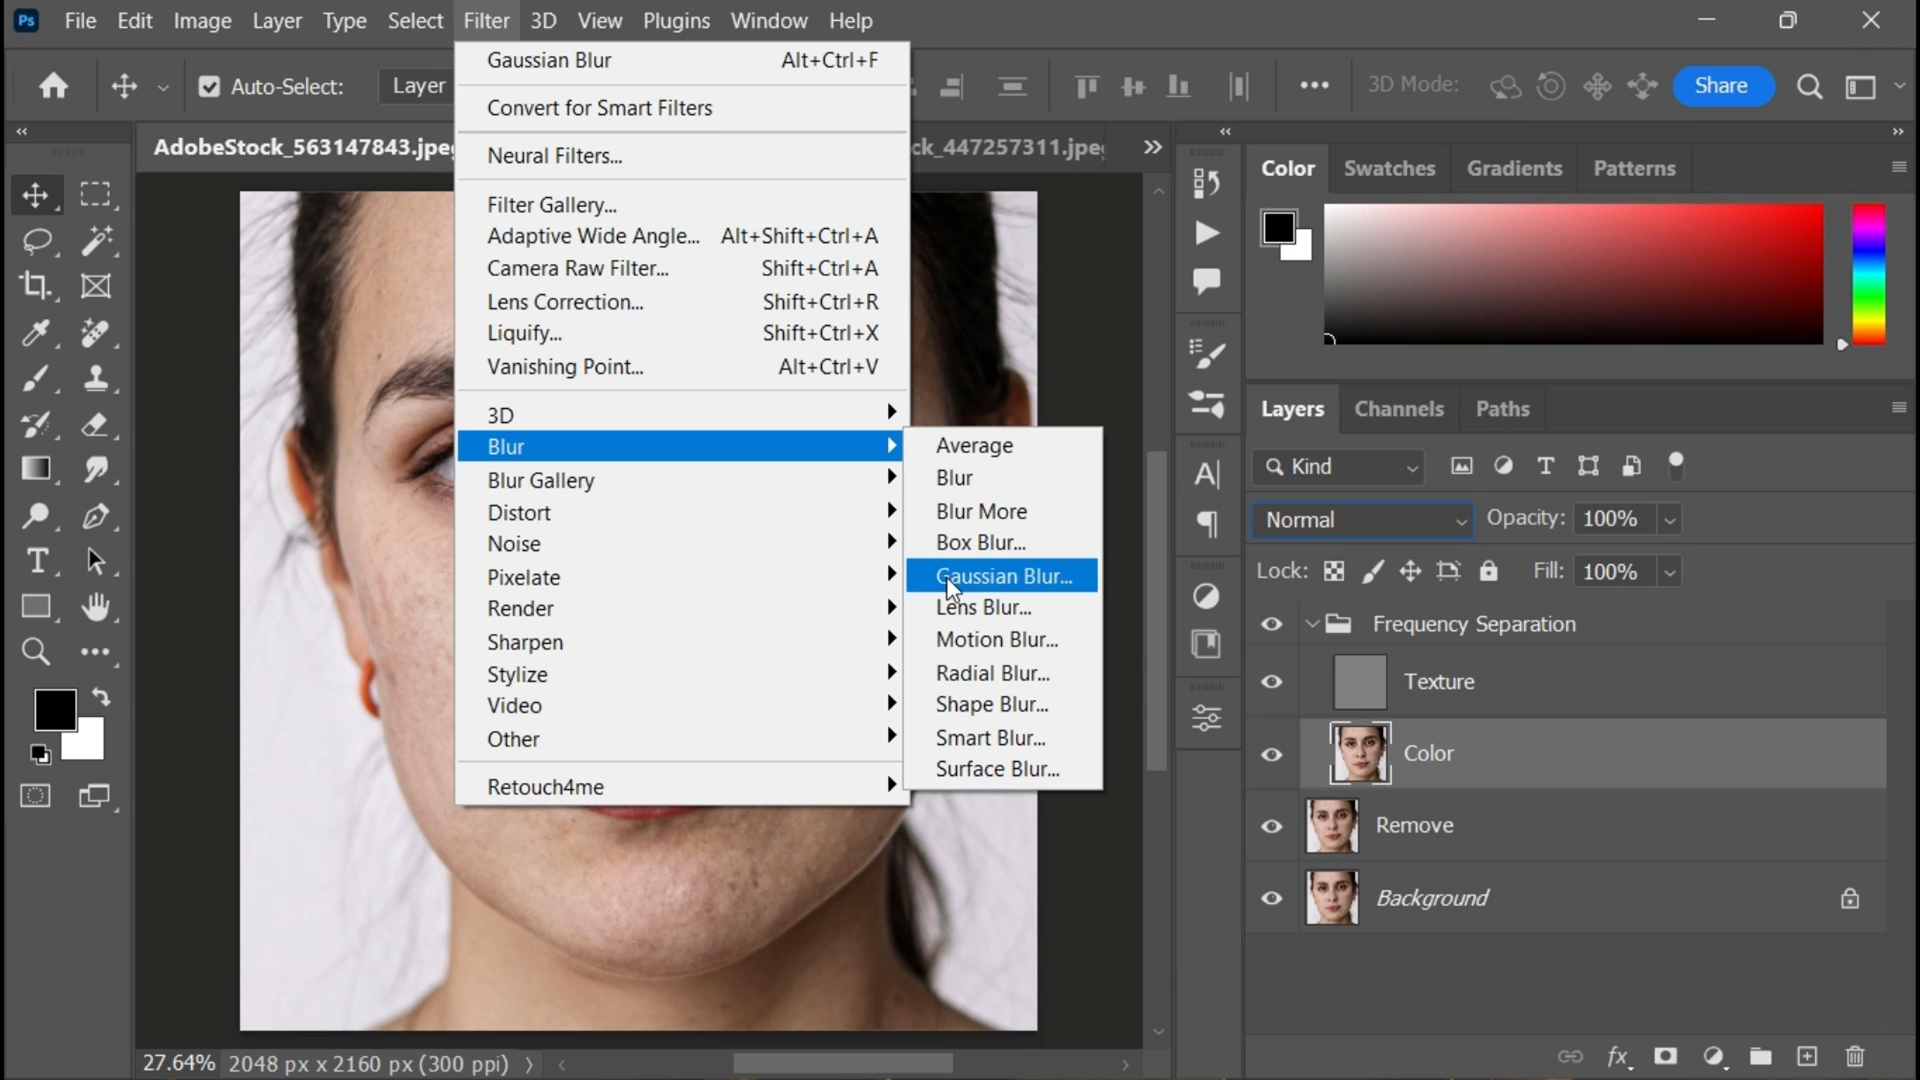 Ps File Edit Image Layer Type Select Filter 3D View Plugins Window Help
Auto-Select: Layer
3D Mode:
Share
AdobeStock_563147843.jpe
ck_447257311.jpe
Gaussian Blur Alt+Ctrl+F
Convert for Smart Filters
Neural Filters...
Filter Gallery...
Adaptive Wide Angle... Alt+Shift+Ctrl+A
Camera Raw Filter... Shift+Ctrl+A
Lens Correction... Shift+Ctrl+R
Liquify... Shift+Ctrl+X
Vanishing Point... Alt+Ctrl+V
3D
Blur
Blur Gallery
Distort
Noise
Pixelate
Render
Sharpen
Stylize
Video
Other
Retouch4me
Average
Blur
Blur More
Box Blur...
Gaussian Blur...
Lens Blur...
Motion Blur...
Radial Blur...
Shape Blur...
Smart Blur...
Surface Blur...
Color Swatches Gradients Patterns
Layers Channels Paths
Kind
Normal Opacity: 100%
Lock: Fill: 100%
Frequency Separation
Texture
Color
Remove
Background
fx
27.64% 2048 px x 2160 px (300 ppi)